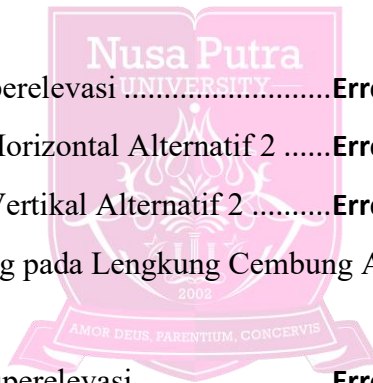 Nusa Putra
UNIVERSITY
perelevasi ............................Erro
Horizontal Alternatif 2 ......Erro
Vertikal Alternatif 2 ..........Erro
g pada Lengkung Cembung A
2002
AMOR DEUS, PARENTIUM, CONCERVIS
perelevasi ............................Erro